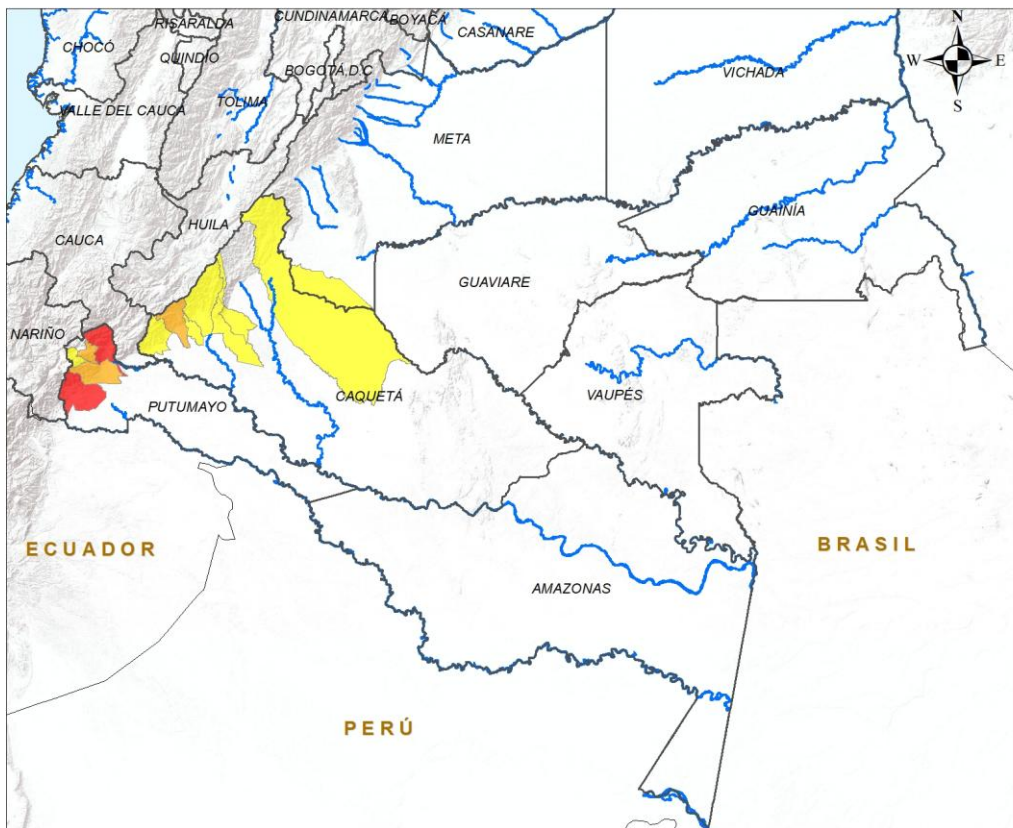 CUNDINAMARCA
BOYACÁ
RISARALDA
CASANARE
N
CHOCÓ
QUINDÍO
BOGOTÁ, D.C
W
E
VICHADA
TOLIMA
VALLE DEL CAUCA
S
META
GUAINÍA
HUILA
CAUCA
GUAVIARE
NARIÑO
CAQUETÁ
VAUPÉS
PUTUMAYO
ECUADOR
BRASIL
AMAZONAS
PERÚ